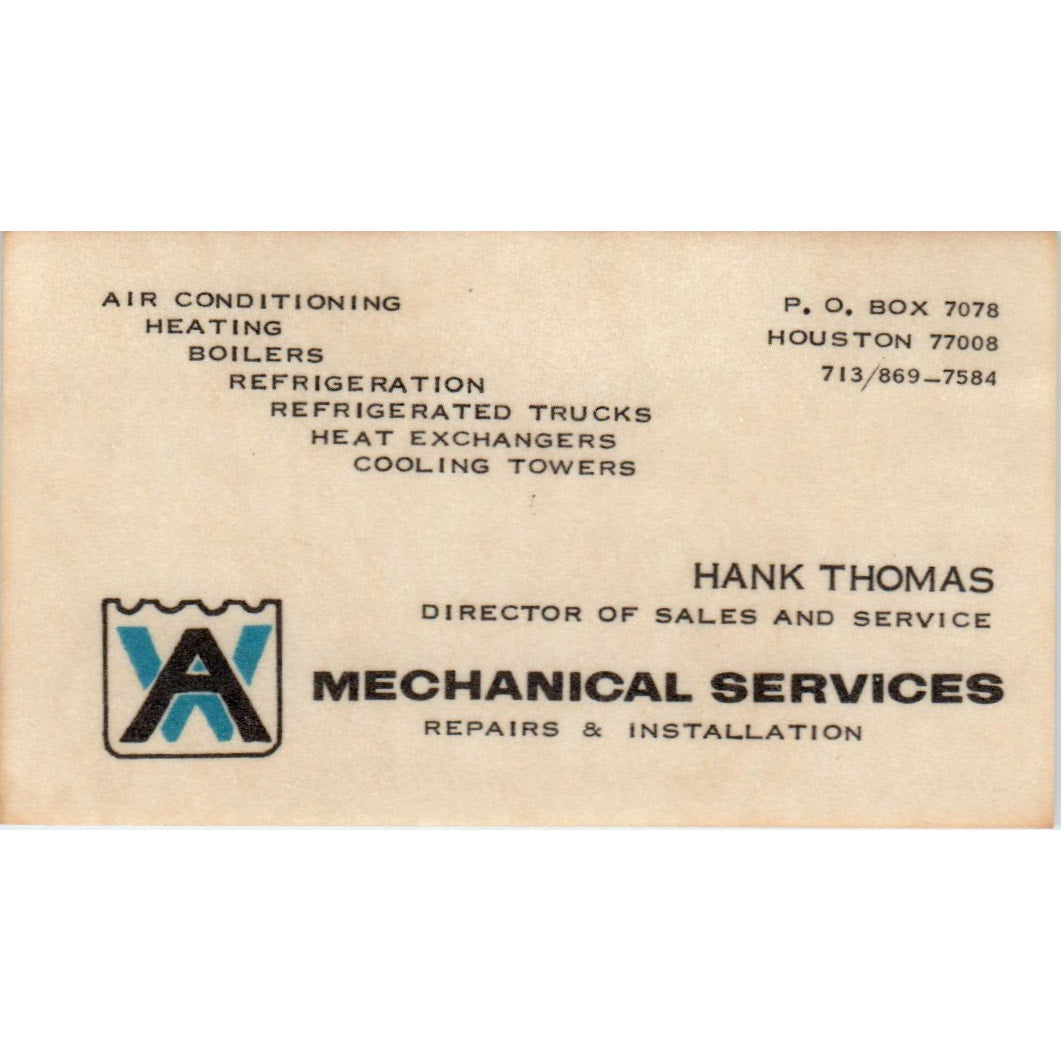 AIR CONDITIONING
HEATING
BOILERS
REFRIGERATION
REFRIGERATED TRUCKS
HEAT EXCHANGERS
COOLING TOWERS
P. O. BOX 7078
HOUSTON 77008
713/869-7584
HANK THOMAS
DIRECTOR OF SALES AND SERVICE
MECHANICAL SERVICES
REPAIRS & INSTALLATION